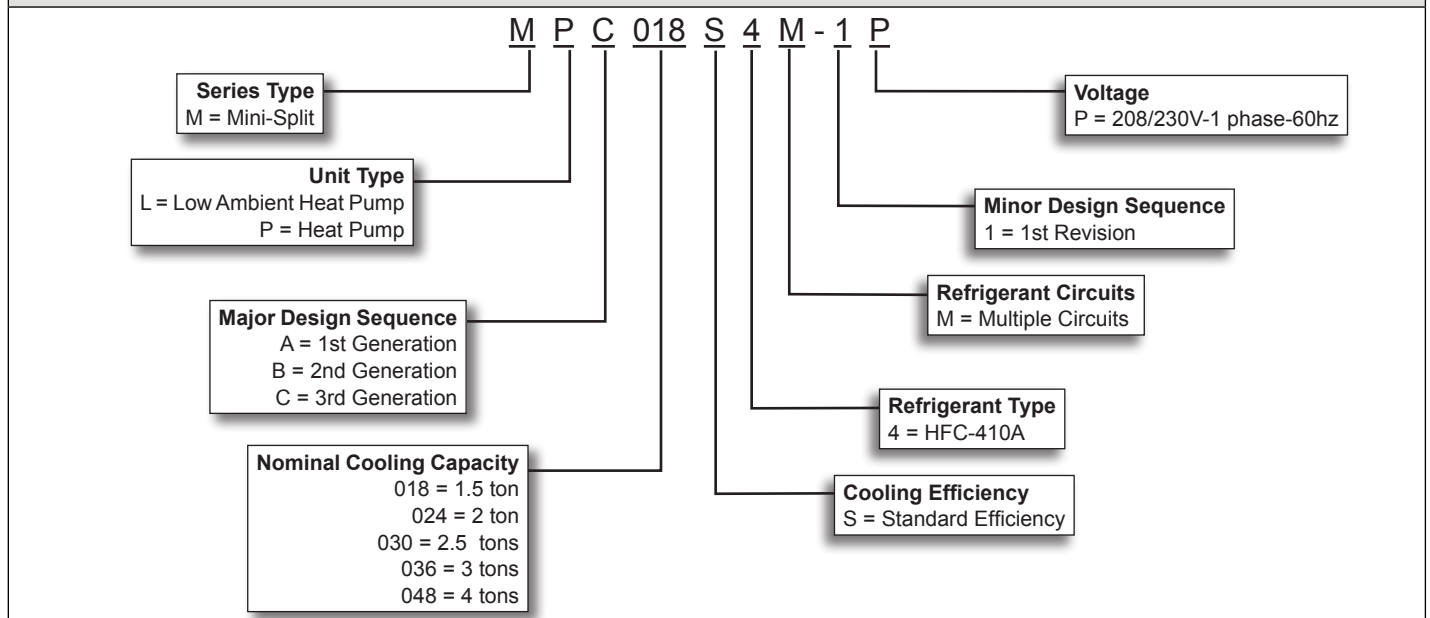 M P C 018 S 4 M - 1 P
Series Type
M = Mini-Split
Unit Type
L = Low Ambient Heat Pump
P = Heat Pump
Major Design Sequence
A = 1st Generation
B = 2nd Generation
C = 3rd Generation
Nominal Cooling Capacity
018 = 1.5 ton
024 = 2 ton
030 = 2.5 tons
036 = 3 tons
048 = 4 tons
Voltage
P = 208/230V-1 phase-60hz
Minor Design Sequence
1 = 1st Revision
Refrigerant Circuits
M = Multiple Circuits
Refrigerant Type
4 = HFC-410A
Cooling Efficiency
S = Standard Efficiency